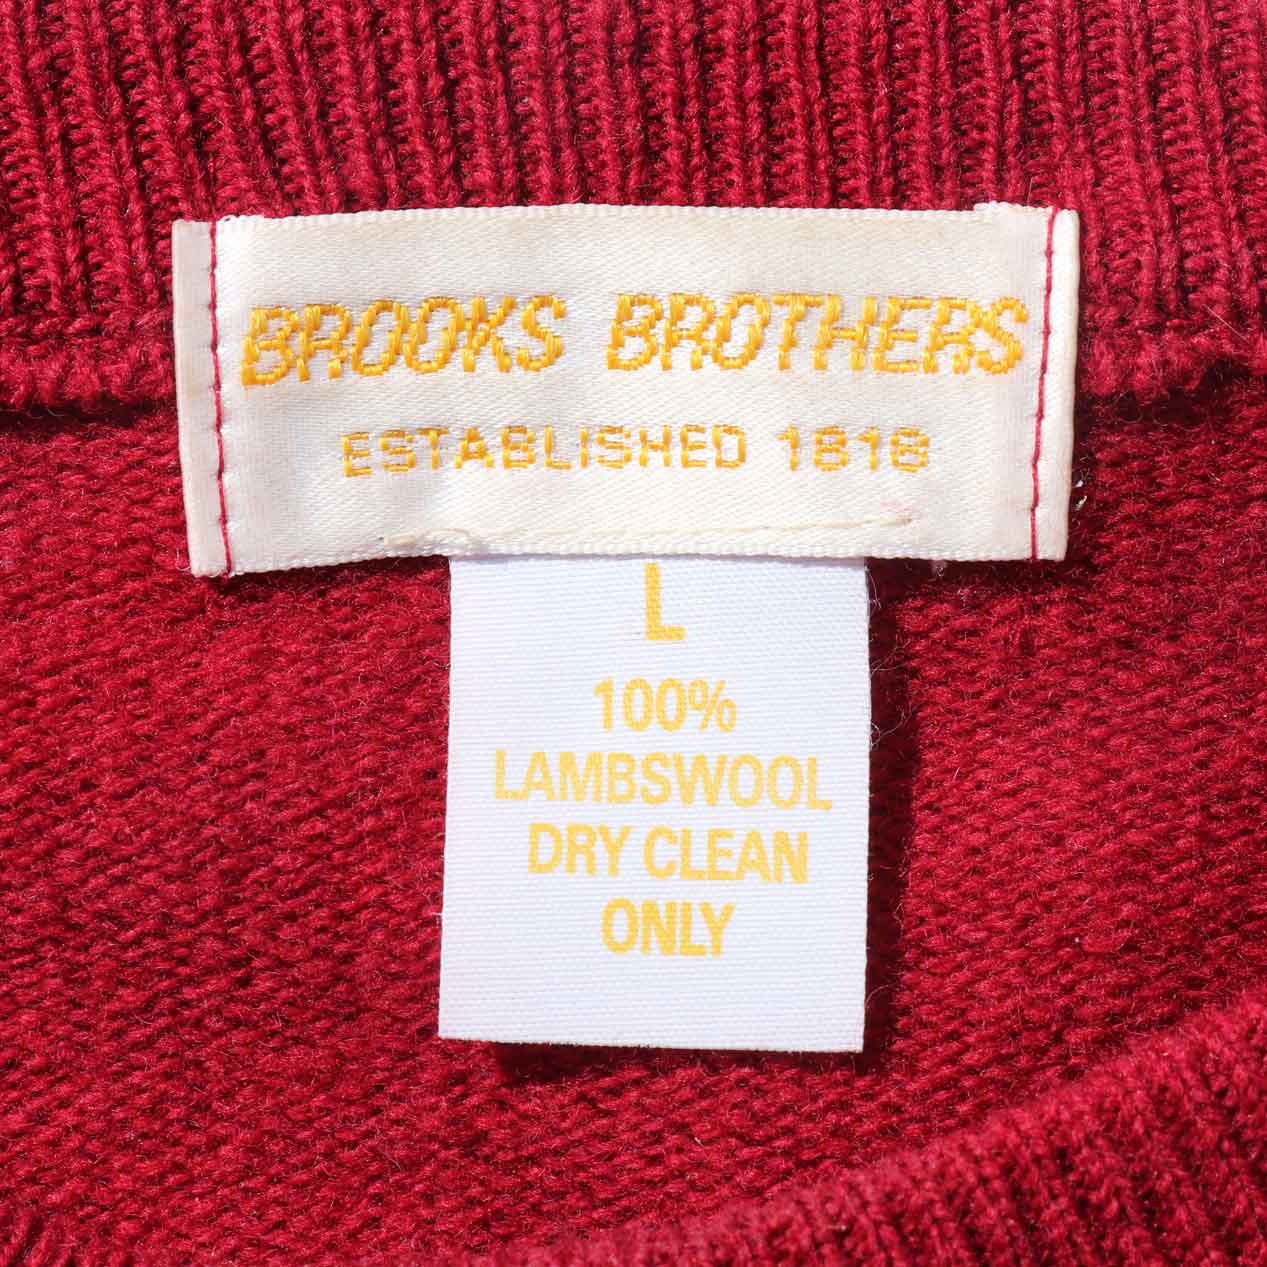 BROOKS BROTHERS
ESTABLISHED 1818
L
100%
LAMBSWOOL
DRY CLEAN
ONLY